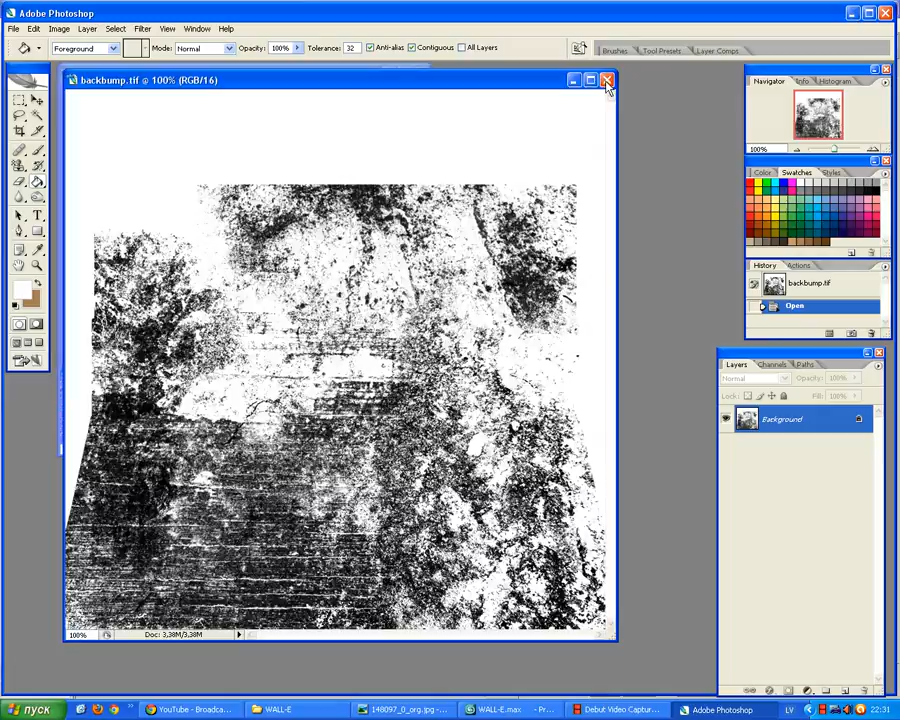 Adobe Photoshop
File Edit Image Layer Select Filter View Window Help
Foreground Mode: Normal Opacity: 100% Tolerance: 32 Anti-alias Contiguous All Layers
Brushes Tool Presets Layer Comps
backbump.tif @ 100% (RGB/16)
Navigator Info Histogram
100%
Color Swatches Styles
History Actions
backbump.tif
Open
Layers Channels Paths
Normal Opacity: 100%
Lock: Fill: 100%
Background
100% Doc: 3,38M/3,38M
пуск YouTube - Broadca... WALL-E 148097_0_org.jpg -... WALL-E.max - Pr... Debut Video Captur... Adobe Photoshop LV 22:31